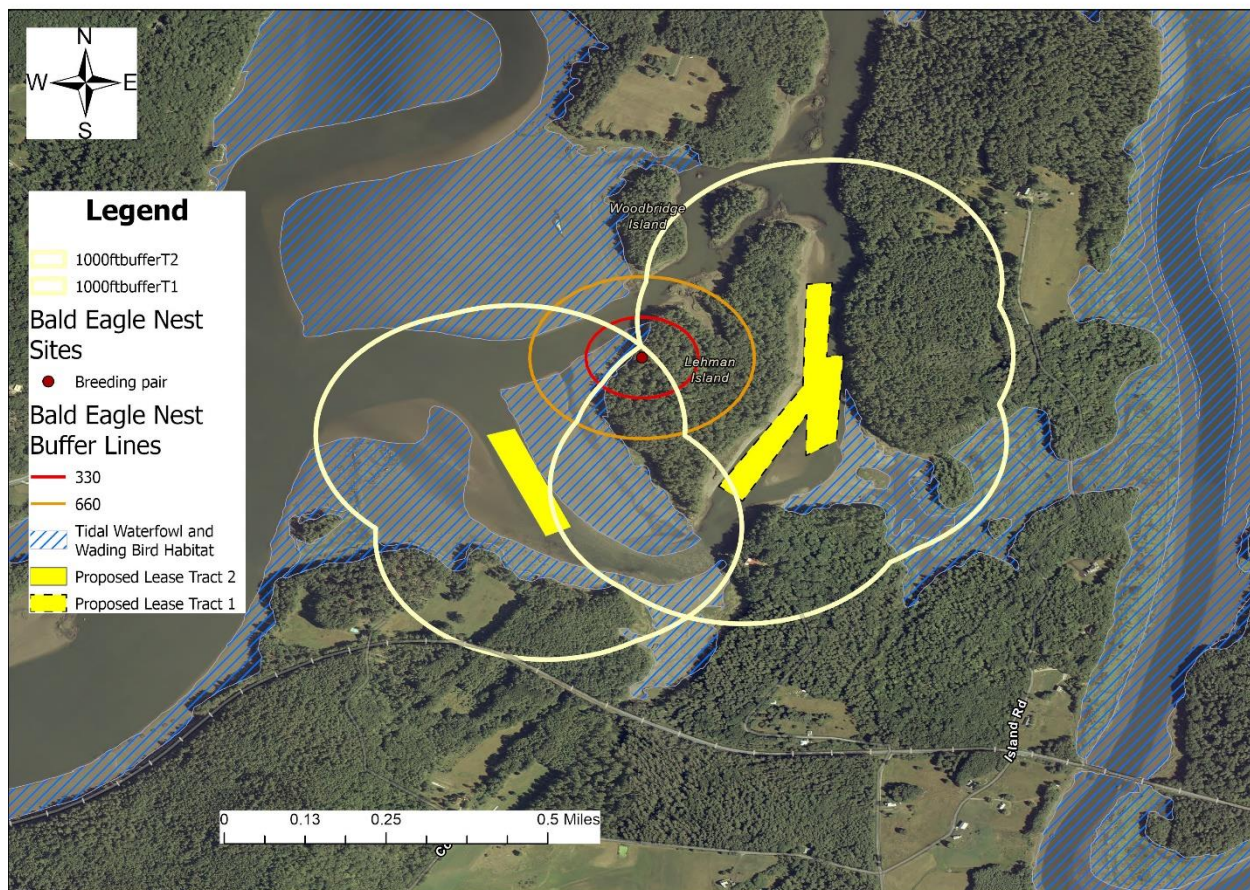 N
W E
S
Legend
1000ftbufferT2
1000ftbufferT1
Bald Eagle Nest
Sites
Breeding pair
Bald Eagle Nest
Buffer Lines
330
660
Tidal Waterfowl and
Wading Bird Habitat
Proposed Lease Tract 2
Proposed Lease Tract 1
Woodbridge
Island
Lehman
Island
Island Rd
0 0.13 0.25 0.5 Miles